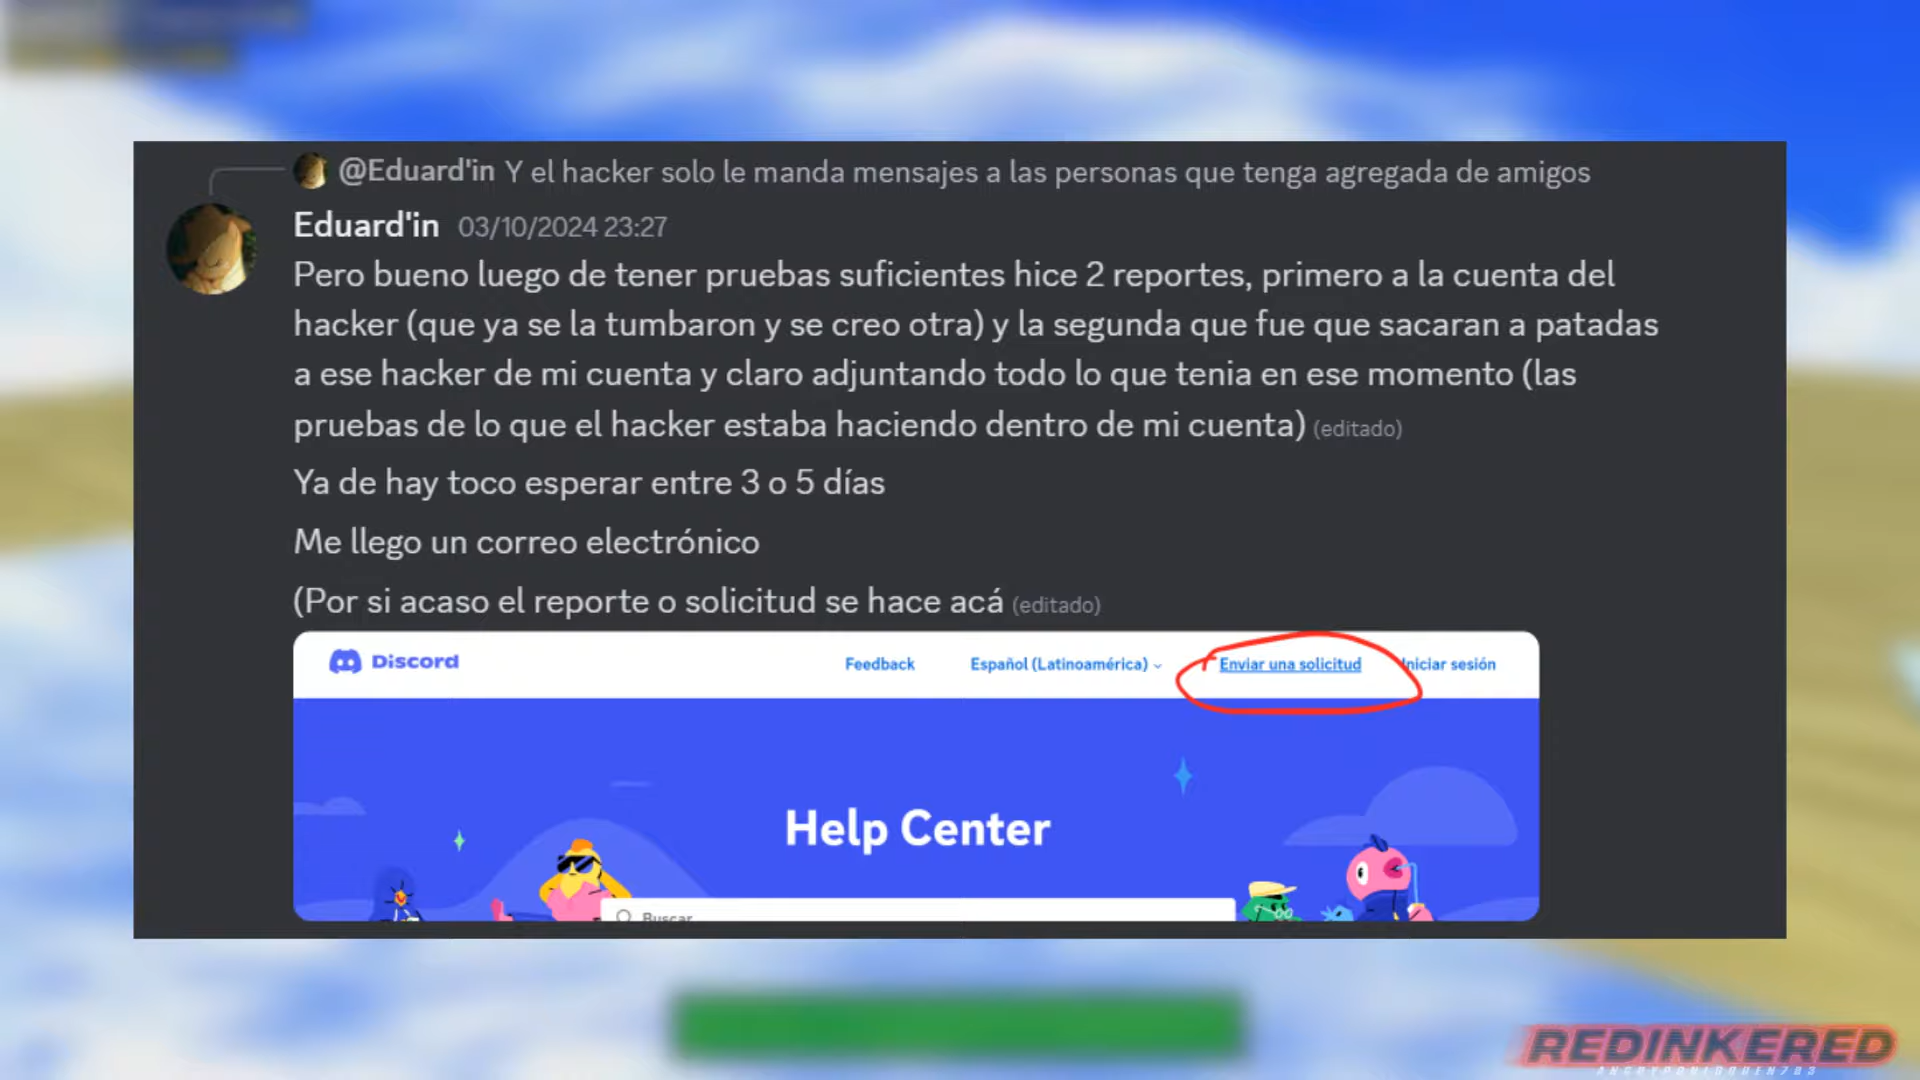 @Eduard'in Y el hacker solo le manda mensajes a las personas que tenga agregada de amigos
Eduard'in 03/10/2024 23:27
Pero bueno luego de tener pruebas suficientes hice 2 reportes, primero a la cuenta del
hacker (que ya se la tumbaron y se creo otra) y la segunda que fue que sacaran a patadas
a ese hacker de mi cuenta y claro adjuntando todo lo que tenia en ese momento (las
pruebas de lo que el hacker estaba haciendo dentro de mi cuenta) (editado)
Ya de hay toco esperar entre 3 o 5 días
Me llego un correo electrónico
(Por si acaso el reporte o solicitud se hace acá (editado)
Discord Feedback Español (Latinoamérica) Enviar una solicitud Iniciar sesión
Help Center
Buscar
REDINKERED